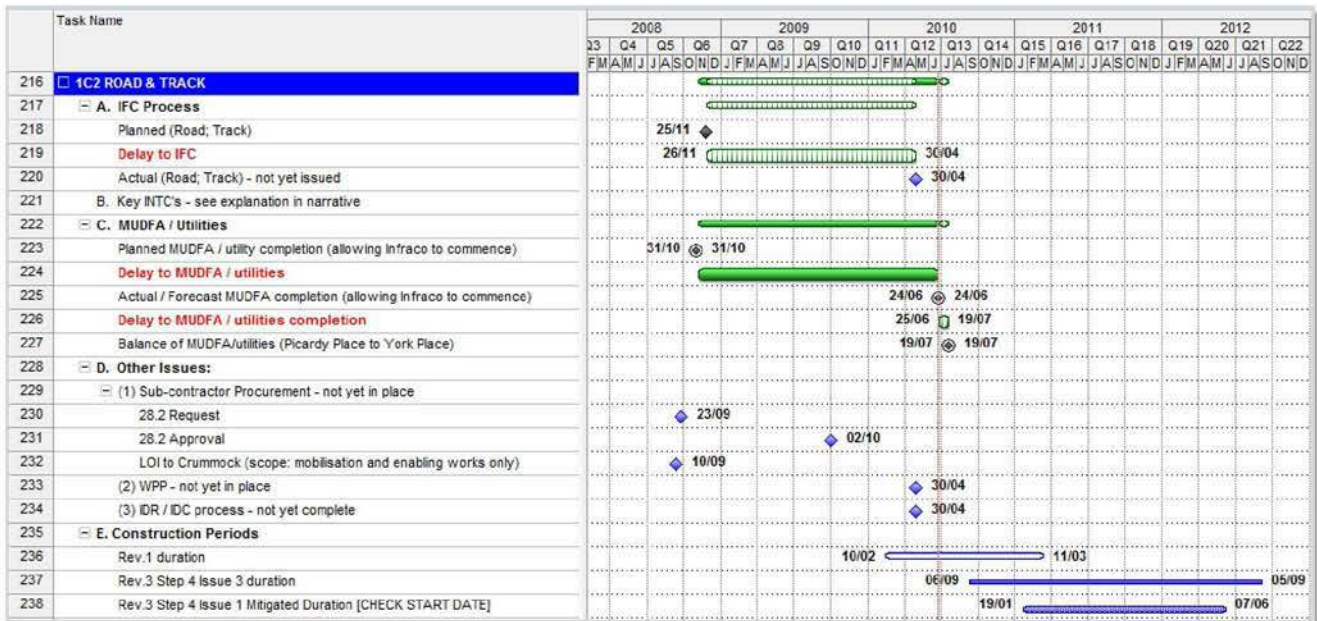 Task Name
2008 2009 2010 2011 2012
Q3 Q4 Q5 Q6 Q7 Q8 Q9 Q10 Q11 Q12 Q13 Q14 Q15 Q16 Q17 Q18 Q19 Q20 Q21 Q22
F M A M J J A S O N D J F M A M J J A S O N D J F M A M J J A S O N D J F M A M J J A S O N D J F M A M J J A S O N D
216 1C2 ROAD & TRACK
217 A. IFC Process
218 Planned (Road; Track) 25/11
219 Delay to IFC 26/11 30/04
220 Actual (Road; Track) - not yet issued 30/04
221 B. Key INTC's - see explanation in narrative
222 C. MUDFA / Utilities
223 Planned MUDFA / utility completion (allowing Infraco to commence) 31/10 31/10
224 Delay to MUDFA / utilities
225 Actual / Forecast MUDFA completion (allowing Infraco to commence) 24/06 24/06
226 Delay to MUDFA / utilities completion 25/06 19/07
227 Balance of MUDFA/utilities (Picardy Place to York Place) 19/07 19/07
228 D. Other Issues:
229 (1) Sub-contractor Procurement - not yet in place
230 28.2 Request 23/09
231 28.2 Approval 02/10
232 LOI to Crummock (scope: mobilisation and enabling works only) 10/09
233 (2) WPP - not yet in place 30/04
234 (3) IDR / IDC process - not yet complete 30/04
235 E. Construction Periods
236 Rev.1 duration 10/02 11/03
237 Rev.3 Step 4 Issue 3 duration 06/09 05/09
238 Rev.3 Step 4 Issue 1 Mitigated Duration [CHECK START DATE] 19/01 07/06